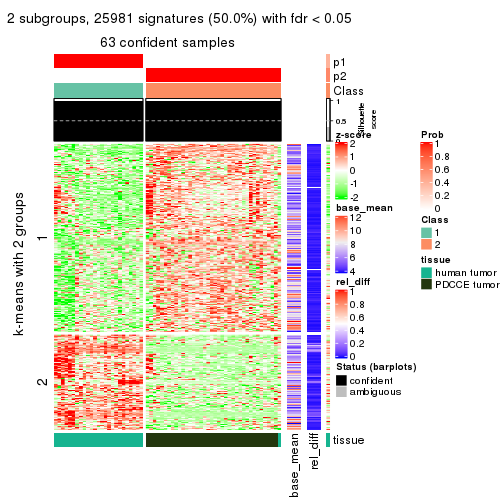 2 subgroups, 25981 signatures (50.0%) with fdr < 0.05
63 confident samples
p1
p2
Class
1
0.5
0
Silhouette
score
k-means with 2 groups
1
2
z-score
2
1
0
-1
-2
base_mean
12
10
8
6
4
rel_diff
1
0.8
0.6
0.4
0.2
0
Status (barplots)
confident
ambiguous
Prob
1
0.8
0.6
0.4
0.2
0
Class
1
2
tissue
human tumor
PDCCE tumor
tissue
base_mean
rel_diff